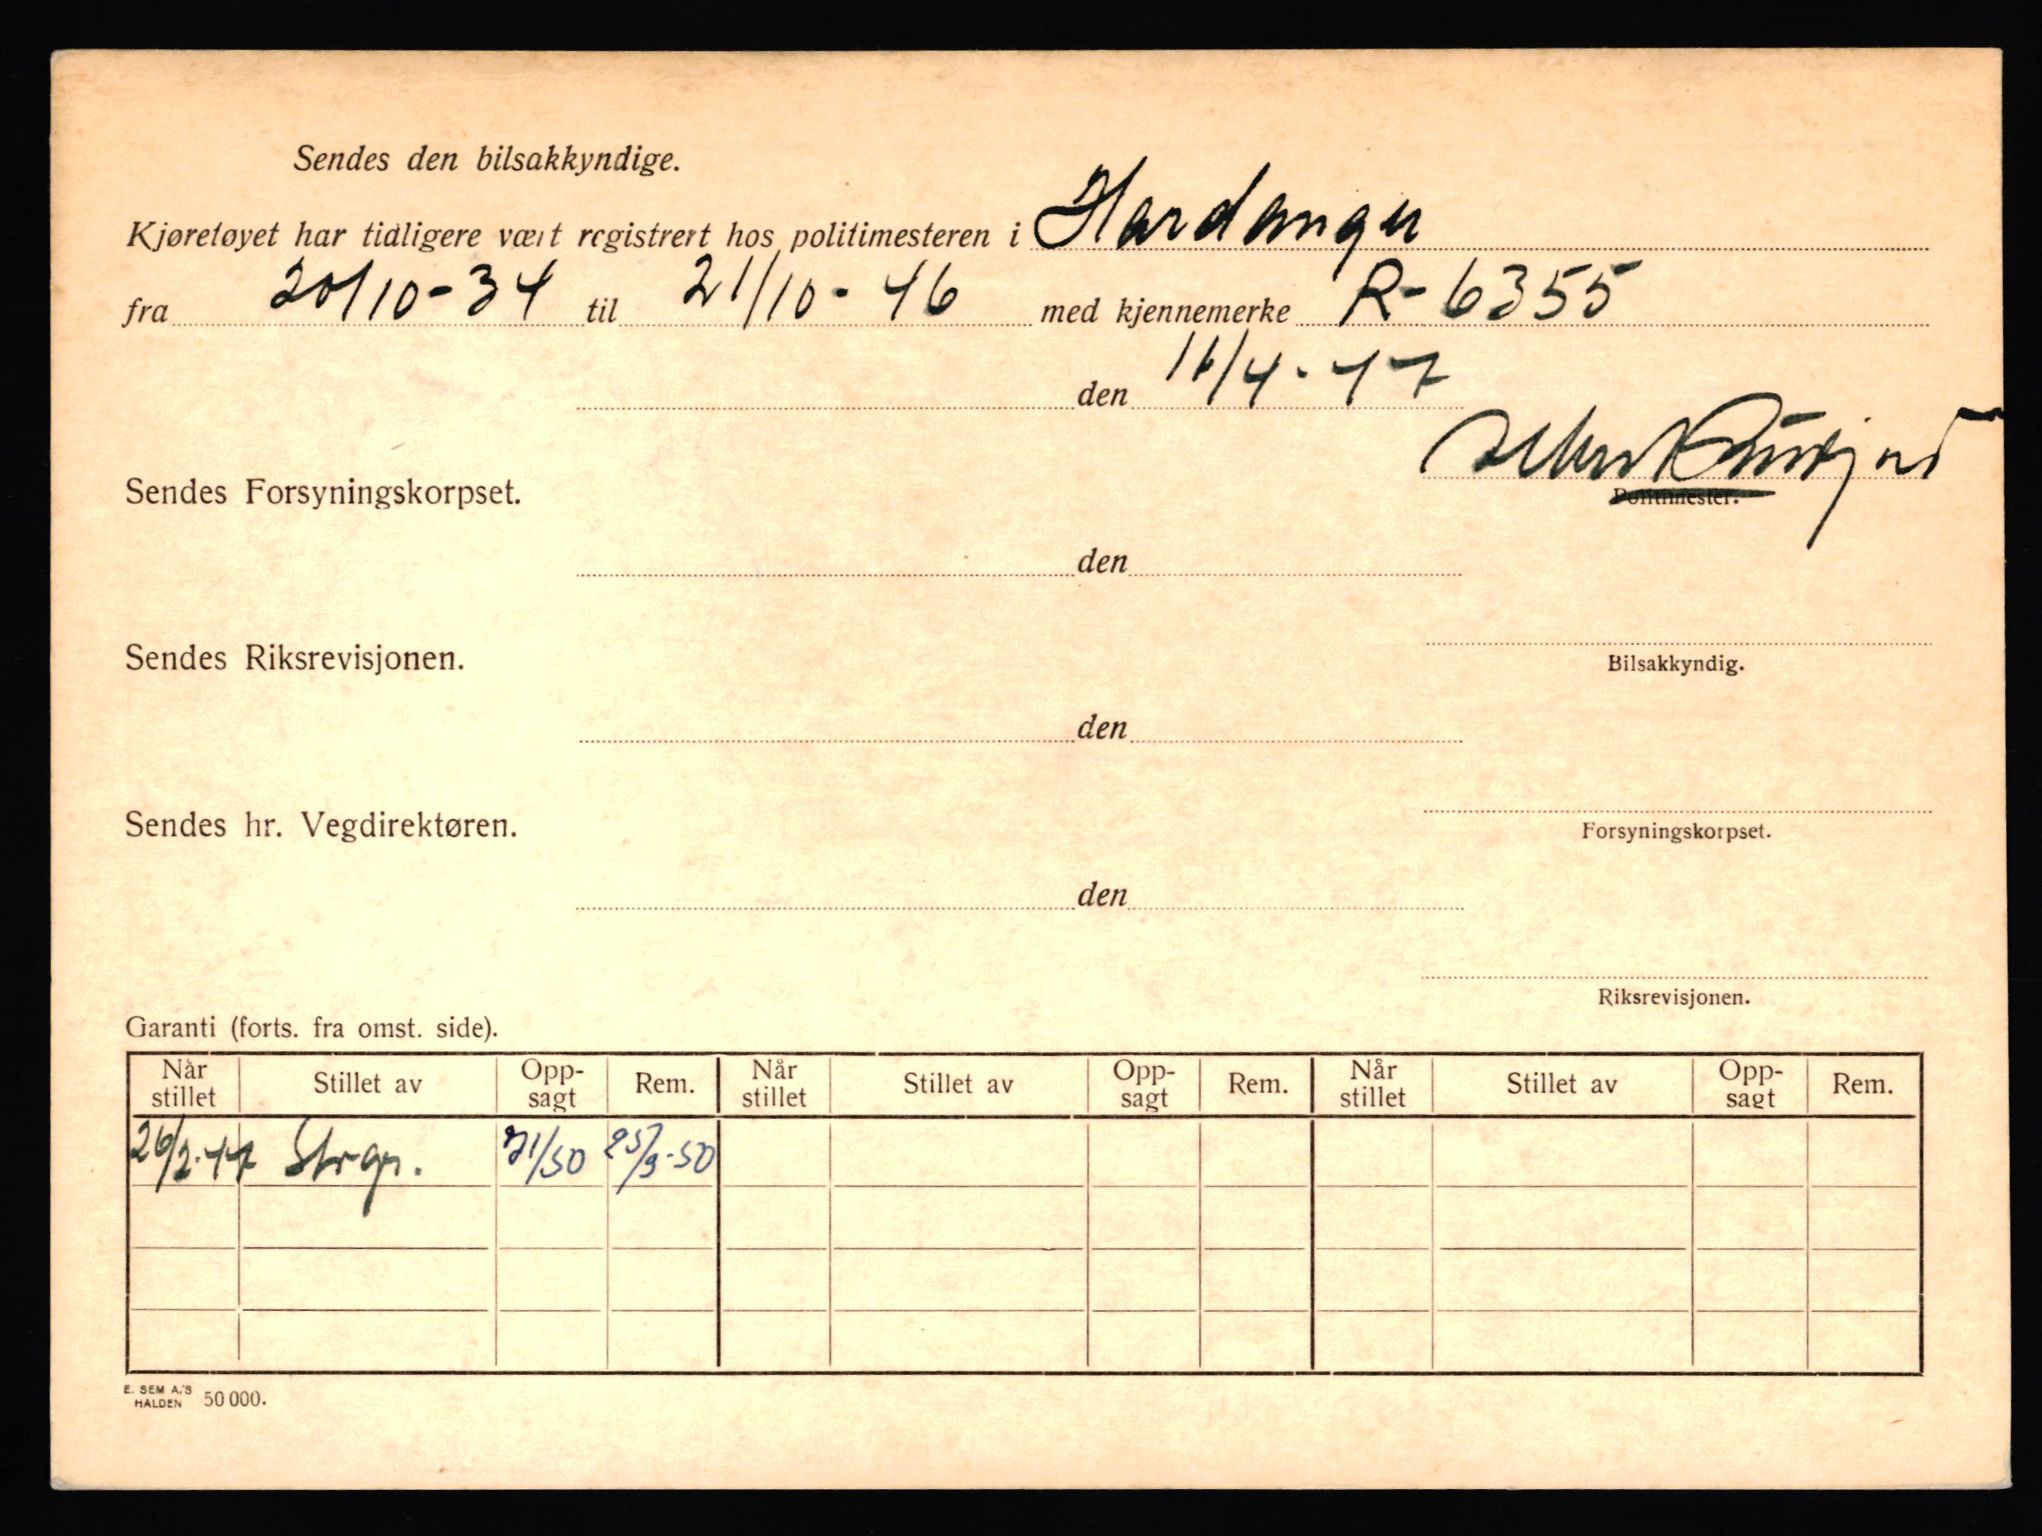 Sendes den bilsakkyndige.
Kjøretøyet har tidligere vært registrert hos politimesteren i Hardanger
fra 20/10-34 til 21/10-46 med kjennemerke R-6355
den 16/4-47
Sendes Forsyningskorpset.
Politimester.
den
Sendes Riksrevisjonen.
Bilsakkyndig.
den
Sendes hr. Vegdirektøren.
Forsyningskorpset.
den
Riksrevisjonen.
Garanti (forts. fra omst. side).
Når stillet Stillet av Opp-sagt Rem. Når stillet Stillet av Opp-sagt Rem. Når stillet Stillet av Opp-sagt Rem.
26/2-47 71/50 25/9-50
E. SEM A/S
HALDEN 50 000.